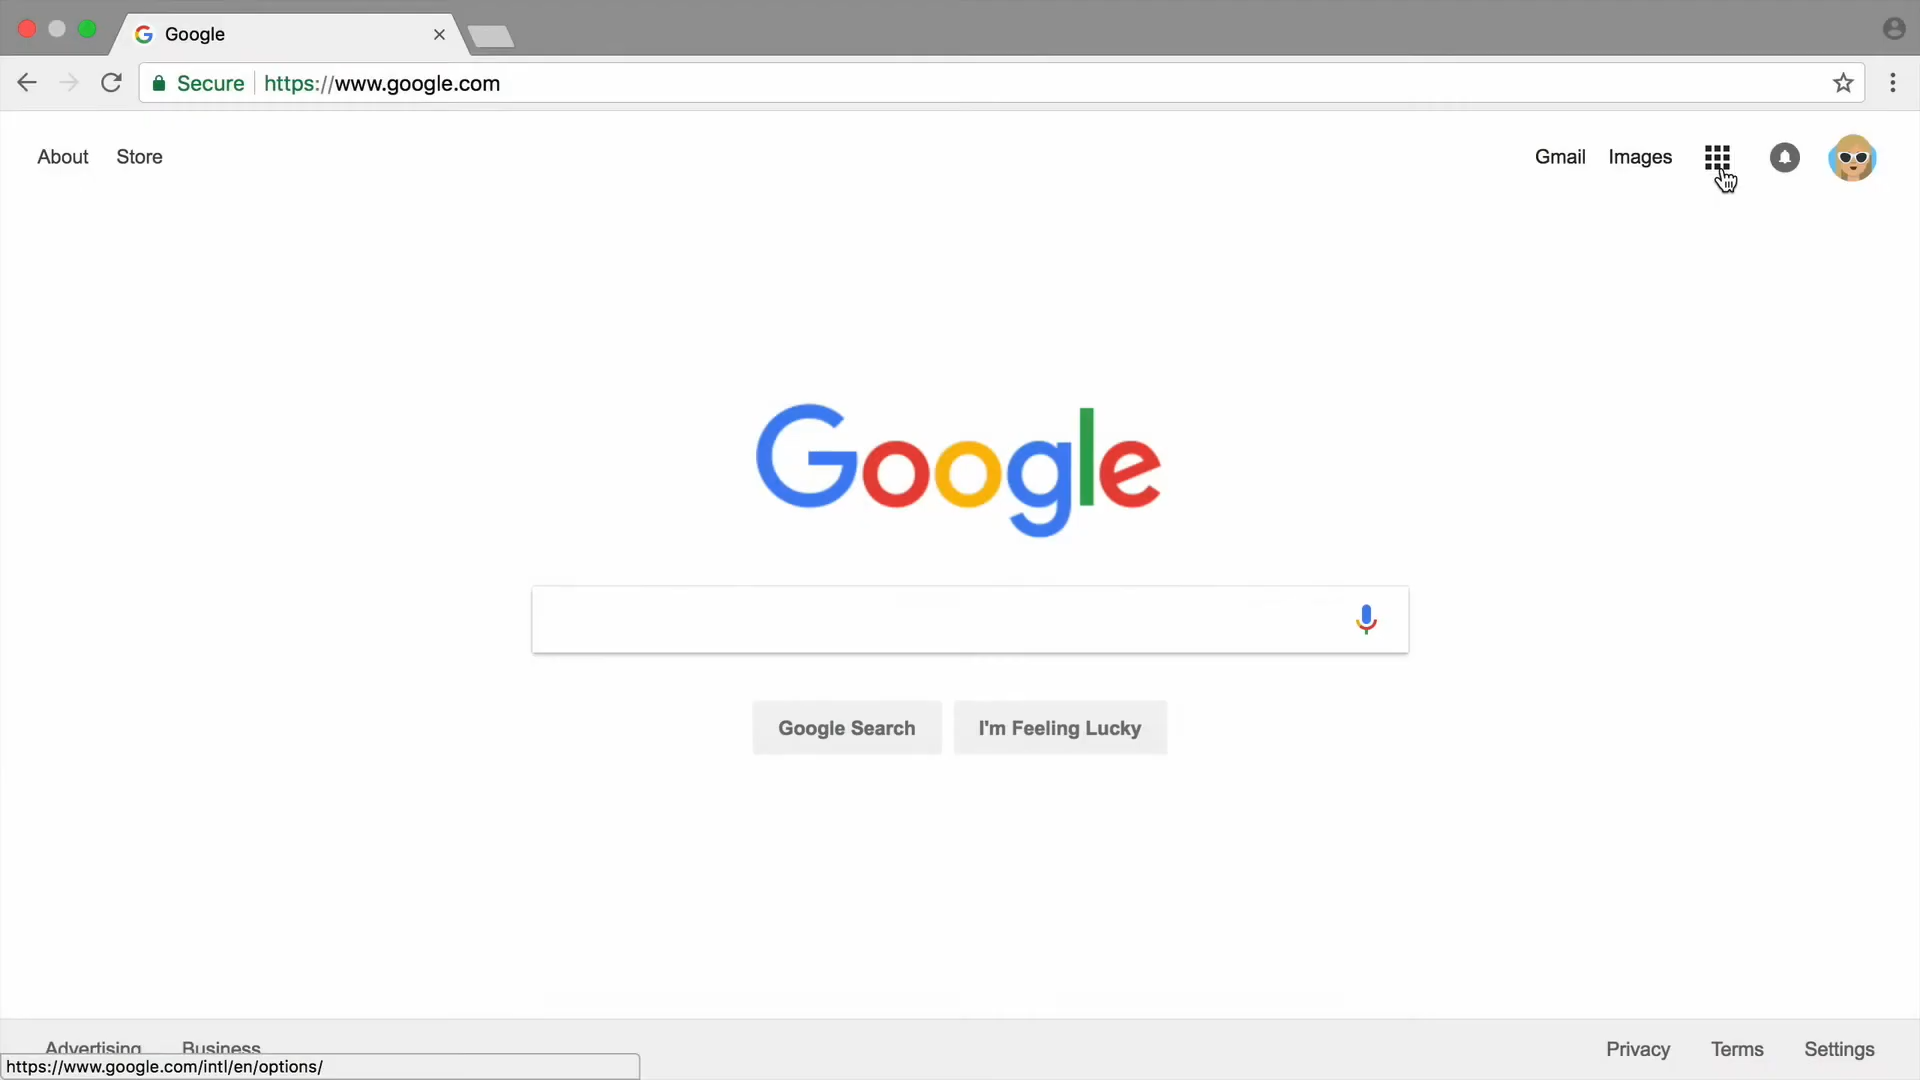 Google
Secure https://www.google.com
About Store Gmail Images
Google
Google Search I'm Feeling Lucky
Advertising Business Privacy Terms Settings
https://www.google.com/intl/en/options/